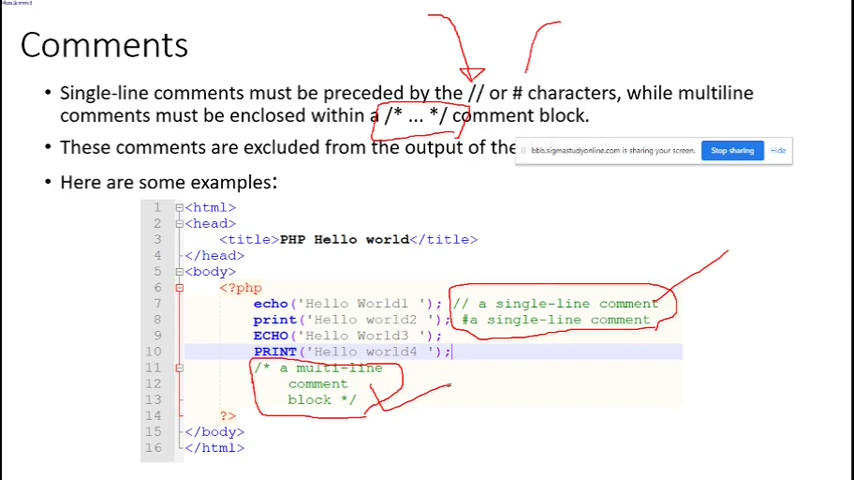 Comments
• Single-line comments must be preceded by the // or # characters, while multiline
comments must be enclosed within a /* ... */ comment block.
• These comments are excluded from the output of the
bbb.sigmastudyonline.com is sharing your screen. Stop sharing Hide
• Here are some examples:
1 <html>
2 <head>
3 <title>PHP Hello world</title>
4 </head>
5 <body>
6 <?php
7 echo('Hello World1 '); // a single-line comment
8 print('Hello world2 '); #a single-line comment
9 ECHO('Hello World3 ');
10 PRINT('Hello world4 ');
11 /* a multi-line
12 comment
13 block */
14 ?>
15 </body>
16 </html>